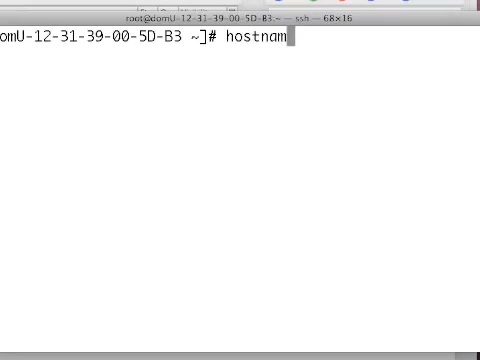 root@domU-12-31-39-00-5D-B3:~ — ssh — 68×16
omU-12-31-39-00-5D-B3 ~]# hostnam